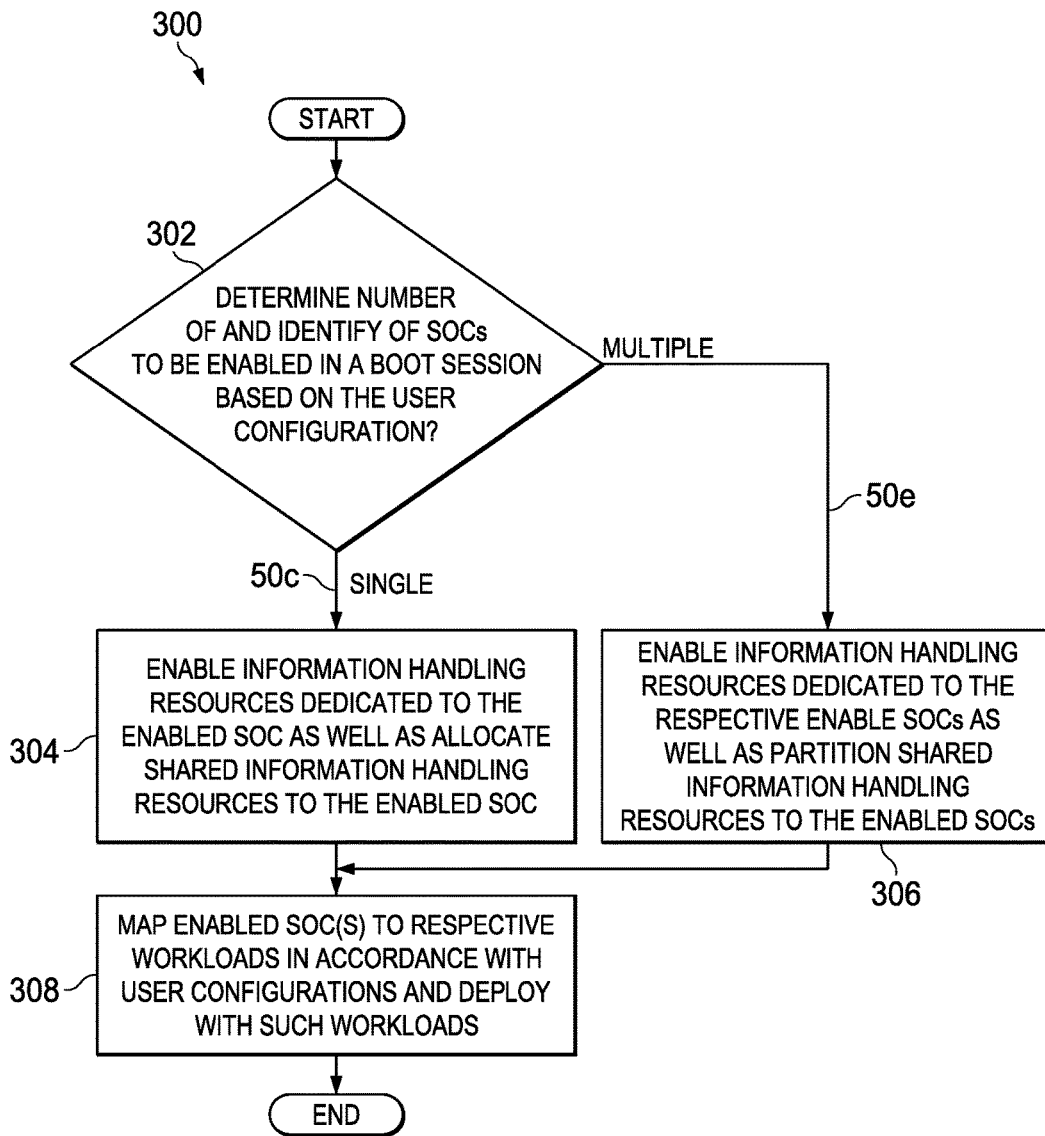 300
START
302
DETERMINE NUMBER
OF AND IDENTIFY OF SOCs
TO BE ENABLED IN A BOOT SESSION
BASED ON THE USER
CONFIGURATION?
MULTIPLE
50e
50c
SINGLE
304
ENABLE INFORMATION HANDLING
RESOURCES DEDICATED TO THE
ENABLED SOC AS WELL AS ALLOCATE
SHARED INFORMATION HANDLING
RESOURCES TO THE ENABLED SOC
ENABLE INFORMATION HANDLING
RESOURCES DEDICATED TO THE
RESPECTIVE ENABLE SOCs AS
WELL AS PARTITION SHARED
INFORMATION HANDLING
RESOURCES TO THE ENABLED SOCs
306
308
MAP ENABLED SOC(S) TO RESPECTIVE
WORKLOADS IN ACCORDANCE WITH
USER CONFIGURATIONS AND DEPLOY
WITH SUCH WORKLOADS
END